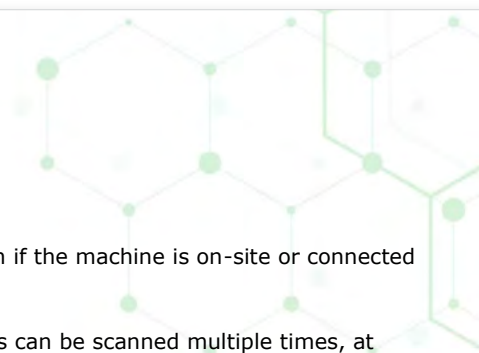 if the machine is on-site or connected
can be scanned multiple times, at